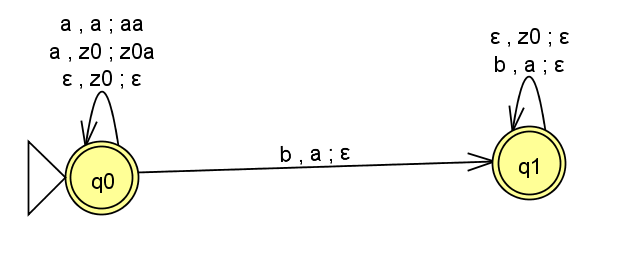 a , a ; aa
a , z0 ; z0a
ε , z0 ; ε
ε , z0 ; ε
b , a ; ε
b , a ; ε
q0
q1